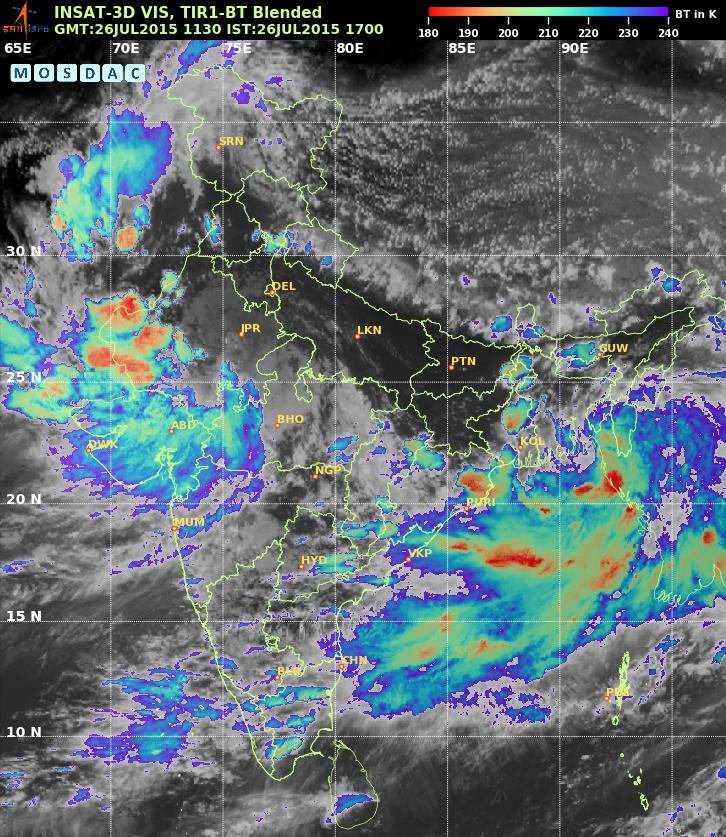 INSAT-3D VIS, TIR1-BT Blended
GMT:26JUL2015 1130 IST:26JUL2015 1700
BT in K
180 190 200 210 220 230 240
65E 70E 75E 80E 85E 90E
MOSDAC
SRN
30 N
DEL
JPR
LKN
GUW
PTN
25 N
BHO
ABD
KOL
DWK
NGP
20 N
PURI
MUM
VKP
HYD
15 N
CHN
10 N